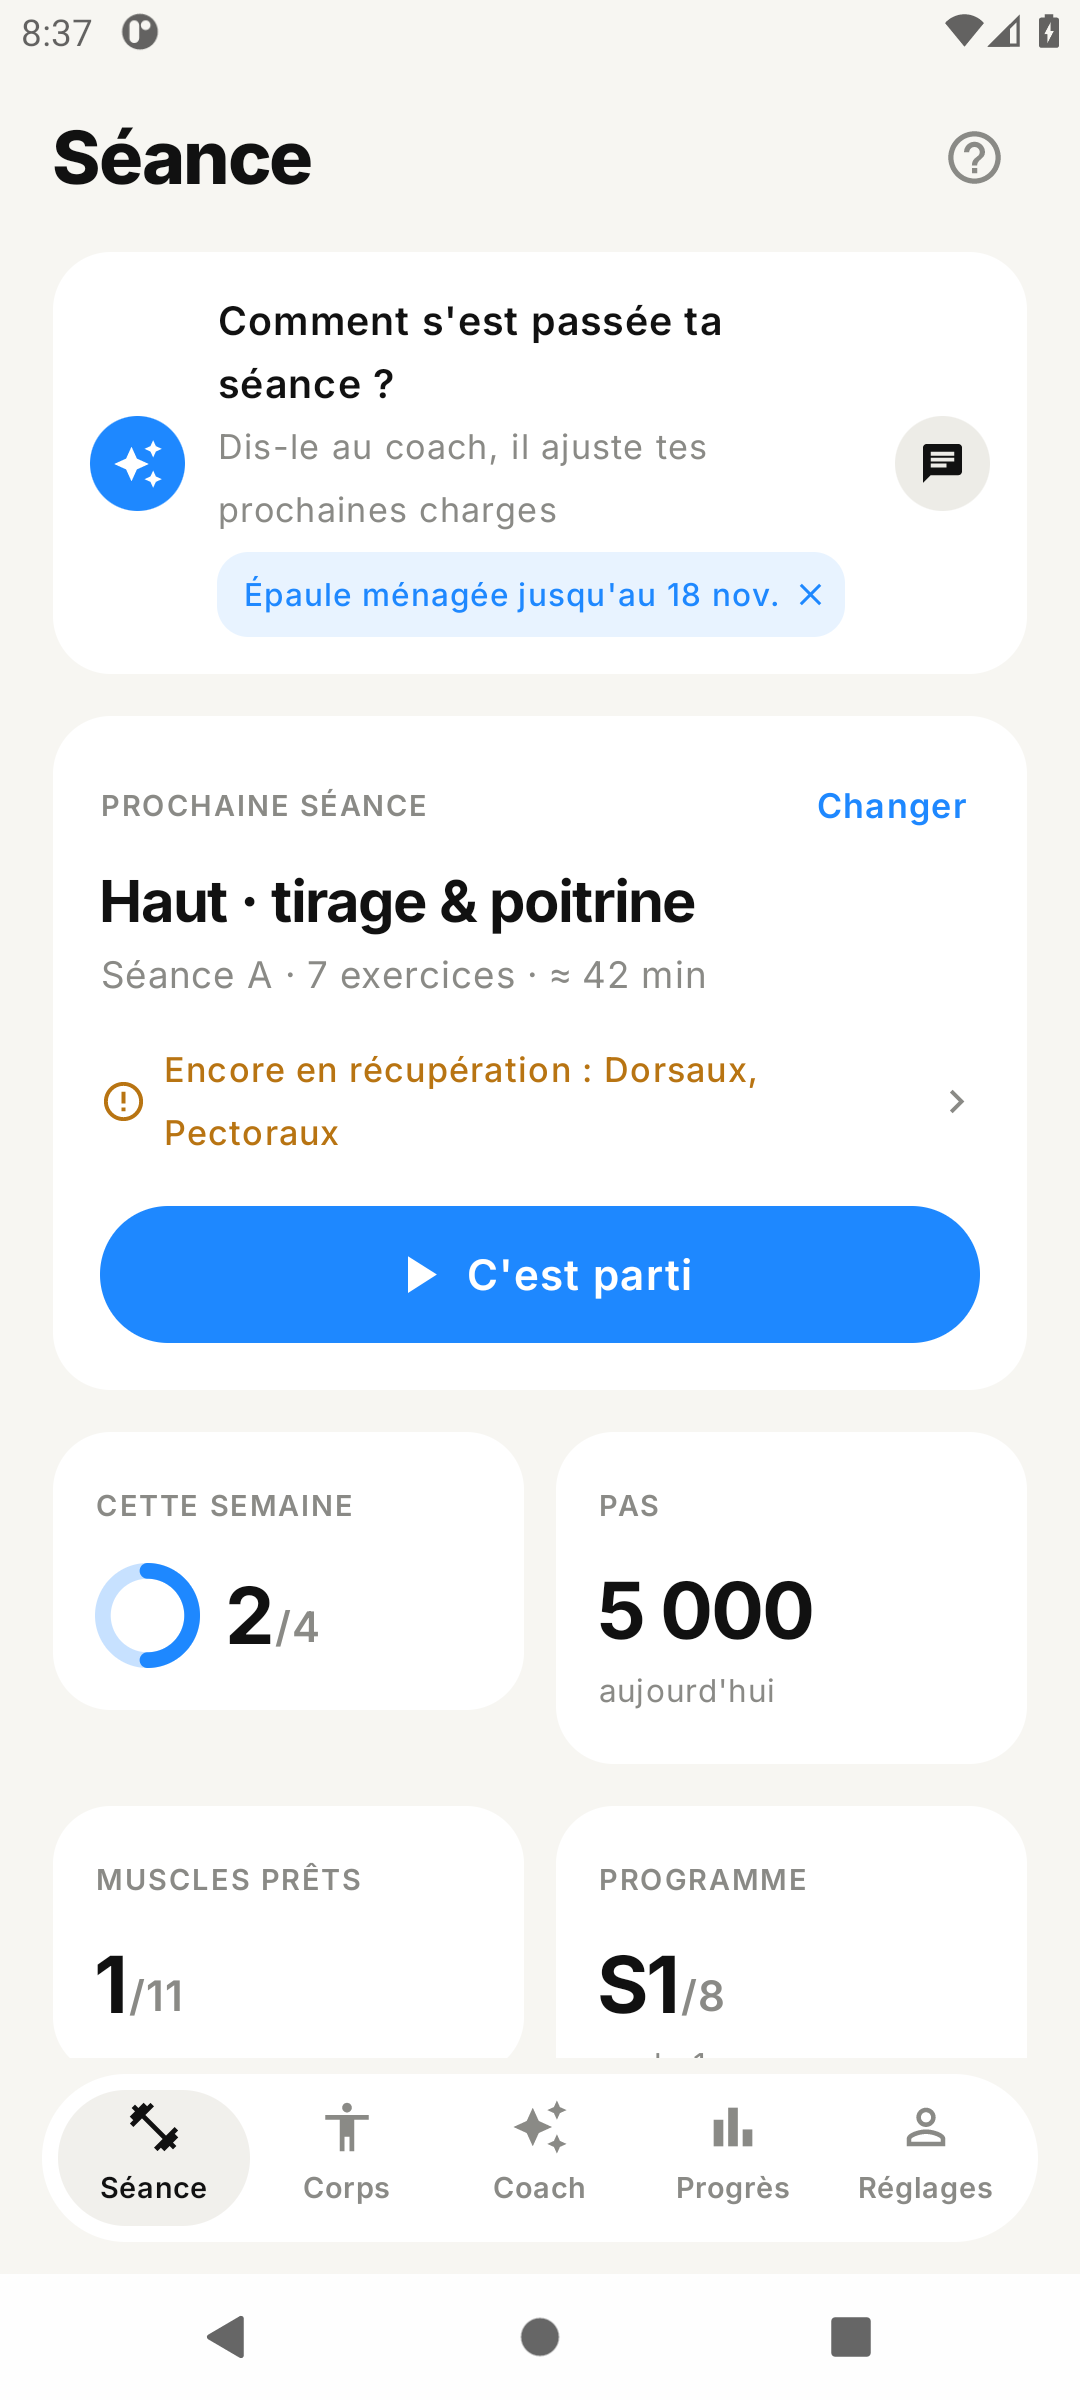 8:37
Séance
Comment s'est passée ta
séance ?
Dis-le au coach, il ajuste tes
prochaines charges
Épaule ménagée jusqu'au 18 nov.
PROCHAINE SÉANCE
Changer
Haut · tirage & poitrine
Séance A · 7 exercices · ≈ 42 min
Encore en récupération : Dorsaux,
Pectoraux
C'est parti
CETTE SEMAINE
2/4
PAS
5 000
aujourd'hui
MUSCLES PRÊTS
1/11
PROGRAMME
S1/8
Séance
Corps
Coach
Progrès
Réglages